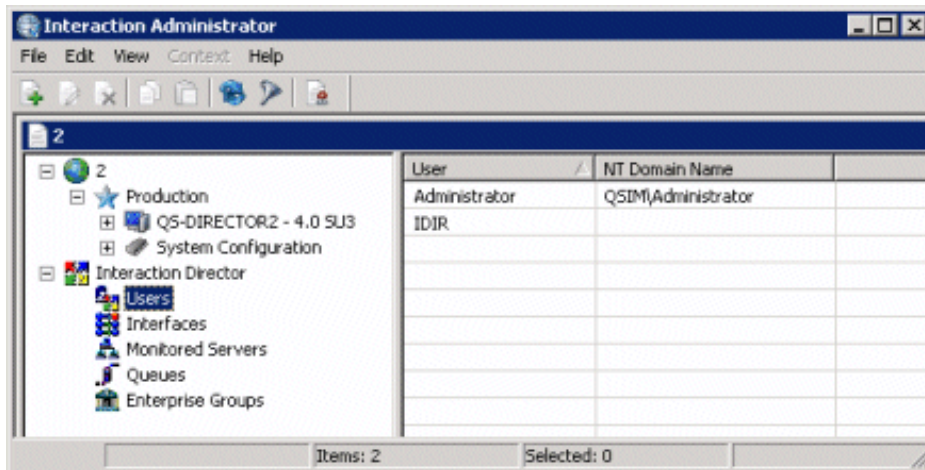 Interaction Administrator
File Edit View Context Help
2
2
Production
QS-DIRECTOR2 - 4.0 SU3
System Configuration
Interaction Director
Users
Interfaces
Monitored Servers
Queues
Enterprise Groups
User NT Domain Name
Administrator QSIM\Administrator
IDIR
Items: 2 Selected: 0